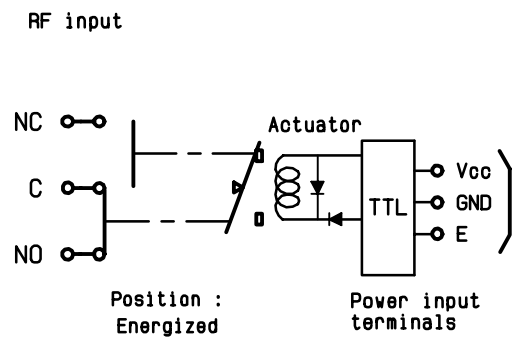 RF input
NC
Actuator
Vcc
C
TTL
GND
E
NO
Position :
Energized
Power input
terminals